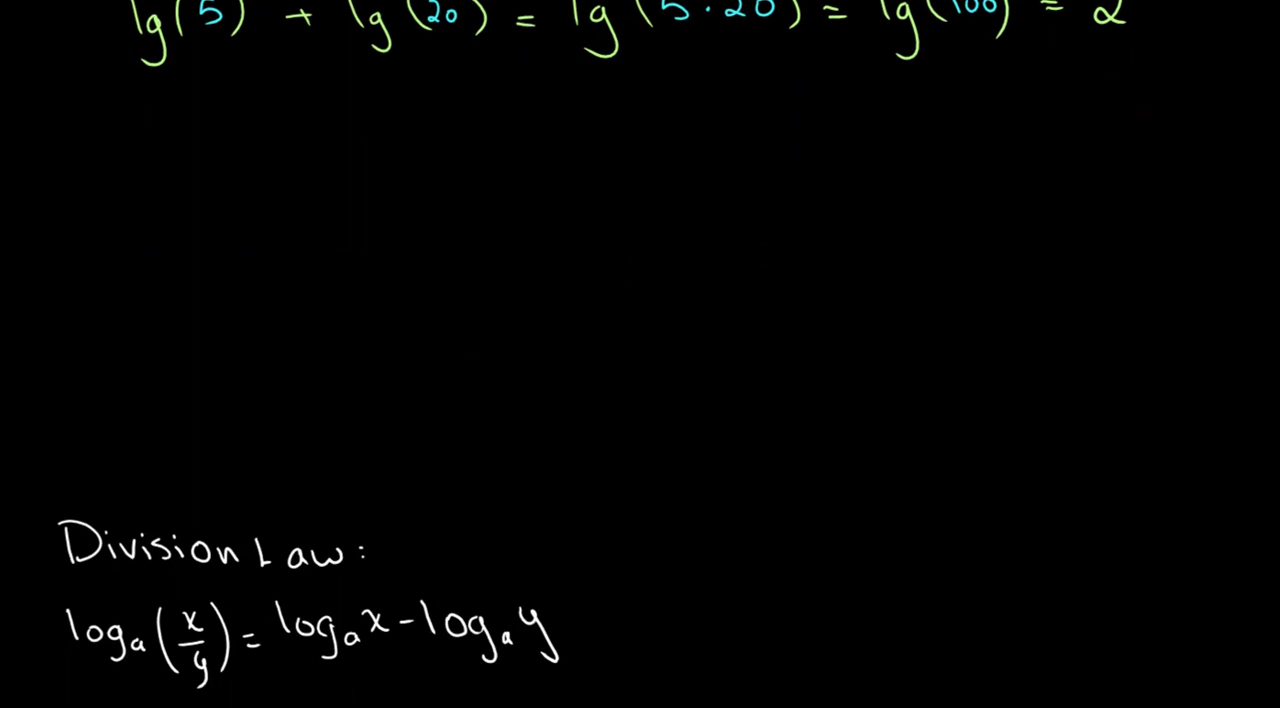 lg(5) + lg(20) = lg(5·20) = lg(100) = 2
Division Law:
logₐ(x/y) = logₐx - logₐy